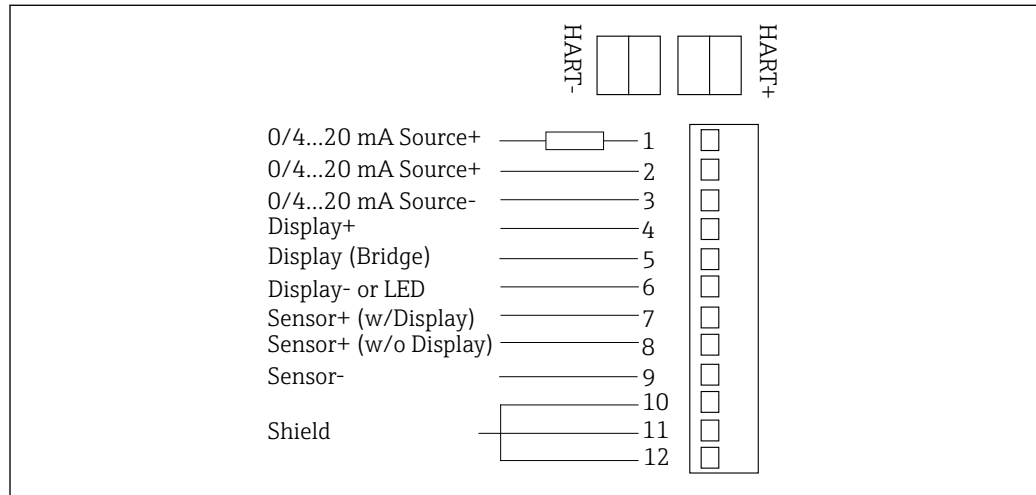 HART-
HART+
0/4...20 mA Source+ 1
0/4...20 mA Source+ 2
0/4...20 mA Source- 3
Display+ 4
Display (Bridge) 5
Display- or LED 6
Sensor+ (w/Display) 7
Sensor+ (w/o Display) 8
Sensor- 9
10
Shield 11
12